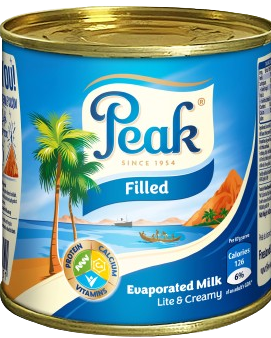 Peak®
SINCE 1954
Filled
PROTEIN CALCIUM
VITAMINS
Calories
126
6%
Evaporated Milk
Lite & Creamy